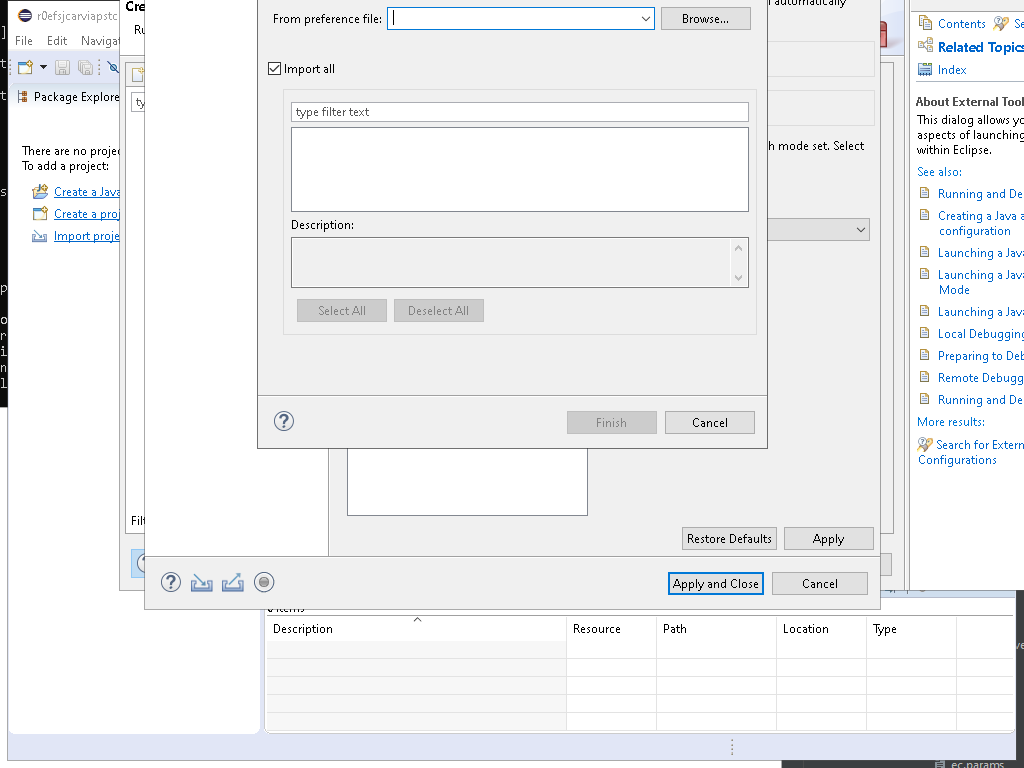 r0efsjcarviapstc
File Edit Navigat
Package Explore
There are no projec
To add a project:
Create a Java
Create a proj
Import proje
Cre
Ru
ty
Filt
From preference file:
Browse...
Import all
type filter text
Description:
Select All
Deselect All
Finish
Cancel
automatically
h mode set. Select
Restore Defaults
Apply
Apply and Close
Cancel
Description
Resource
Path
Location
Type
Contents
Se
Related Topics
Index
About External Tool
This dialog allows yo
aspects of launching
within Eclipse.
See also:
Running and De
Creating a Java a
configuration
Launching a Java
Launching a Java
Mode
Launching a Java
Local Debugging
Preparing to Deb
Remote Debugg
Running and De
More results:
Search for Extern
Configurations
ec.params